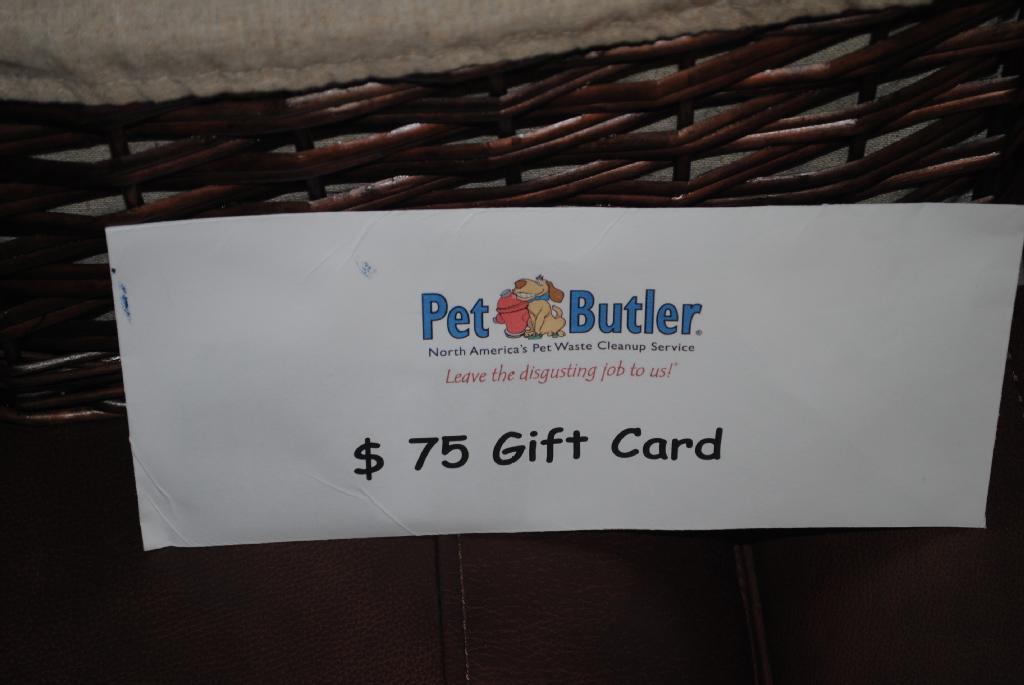 Pet Butler®
North America's Pet Waste Cleanup Service
Leave the disgusting job to us!"
$ 75 Gift Card